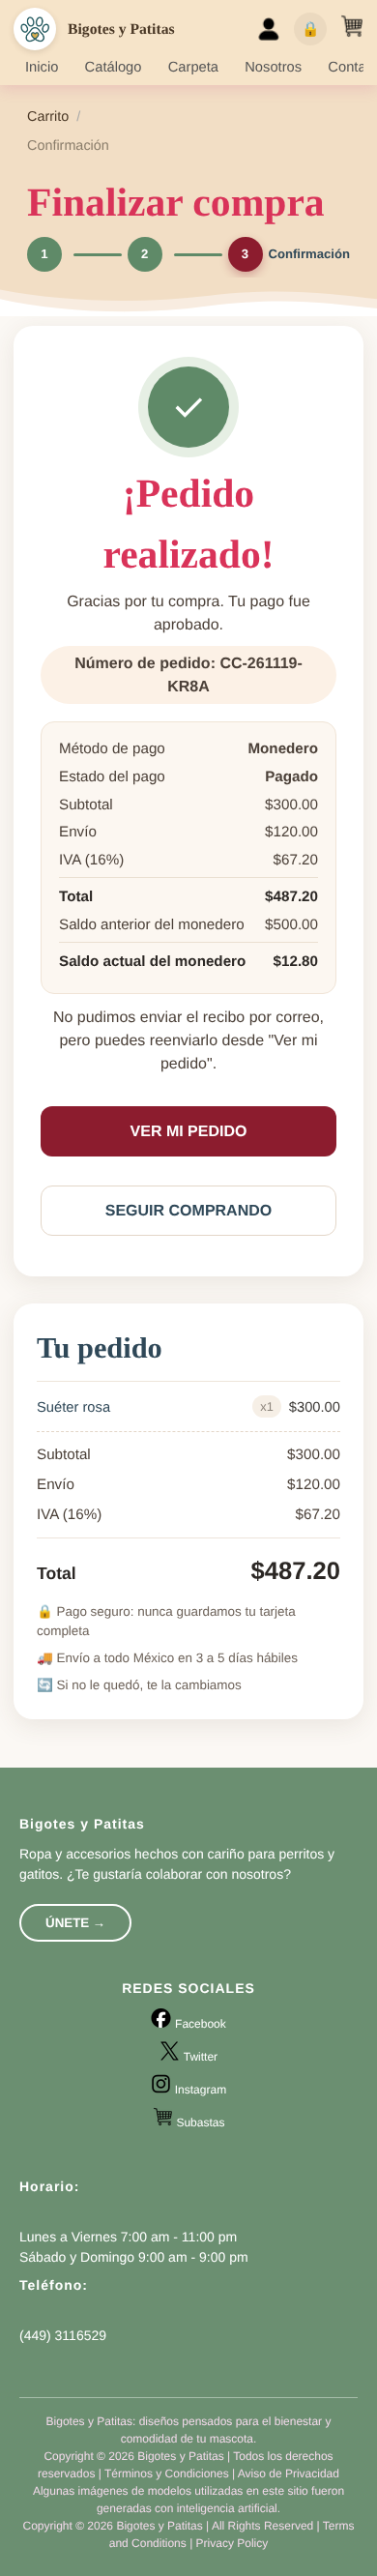 Bigotes y Patitas
Inicio Catálogo Carpeta Nosotros Conta
Carrito /
Confirmación
Finalizar compra
1 2 3 Confirmación
¡Pedido
realizado!
Gracias por tu compra. Tu pago fue
aprobado.
Número de pedido: CC-261119-
KR8A
Método de pago Monedero
Estado del pago Pagado
Subtotal $300.00
Envío $120.00
IVA (16%) $67.20
Total $487.20
Saldo anterior del monedero $500.00
Saldo actual del monedero $12.80
No pudimos enviar el recibo por correo,
pero puedes reenviarlo desde "Ver mi
pedido".
VER MI PEDIDO
SEGUIR COMPRANDO
Tu pedido
Suéter rosa x1 $300.00
Subtotal $300.00
Envío $120.00
IVA (16%) $67.20
Total $487.20
🔒 Pago seguro: nunca guardamos tu tarjeta
completa
🚚 Envío a todo México en 3 a 5 días hábiles
🔄 Si no le quedó, te la cambiamos
Bigotes y Patitas
Ropa y accesorios hechos con cariño para perritos y
gatitos. ¿Te gustaría colaborar con nosotros?
ÚNETE →
REDES SOCIALES
Facebook
Twitter
Instagram
Subastas
Horario:
Lunes a Viernes 7:00 am - 11:00 pm
Sábado y Domingo 9:00 am - 9:00 pm
Teléfono:
(449) 3116529
Bigotes y Patitas: diseños pensados para el bienestar y
comodidad de tu mascota.
Copyright © 2026 Bigotes y Patitas | Todos los derechos
reservados | Términos y Condiciones | Aviso de Privacidad
Algunas imágenes de modelos utilizadas en este sitio fueron
generadas con inteligencia artificial.
Copyright © 2026 Bigotes y Patitas | All Rights Reserved | Terms
and Conditions | Privacy Policy